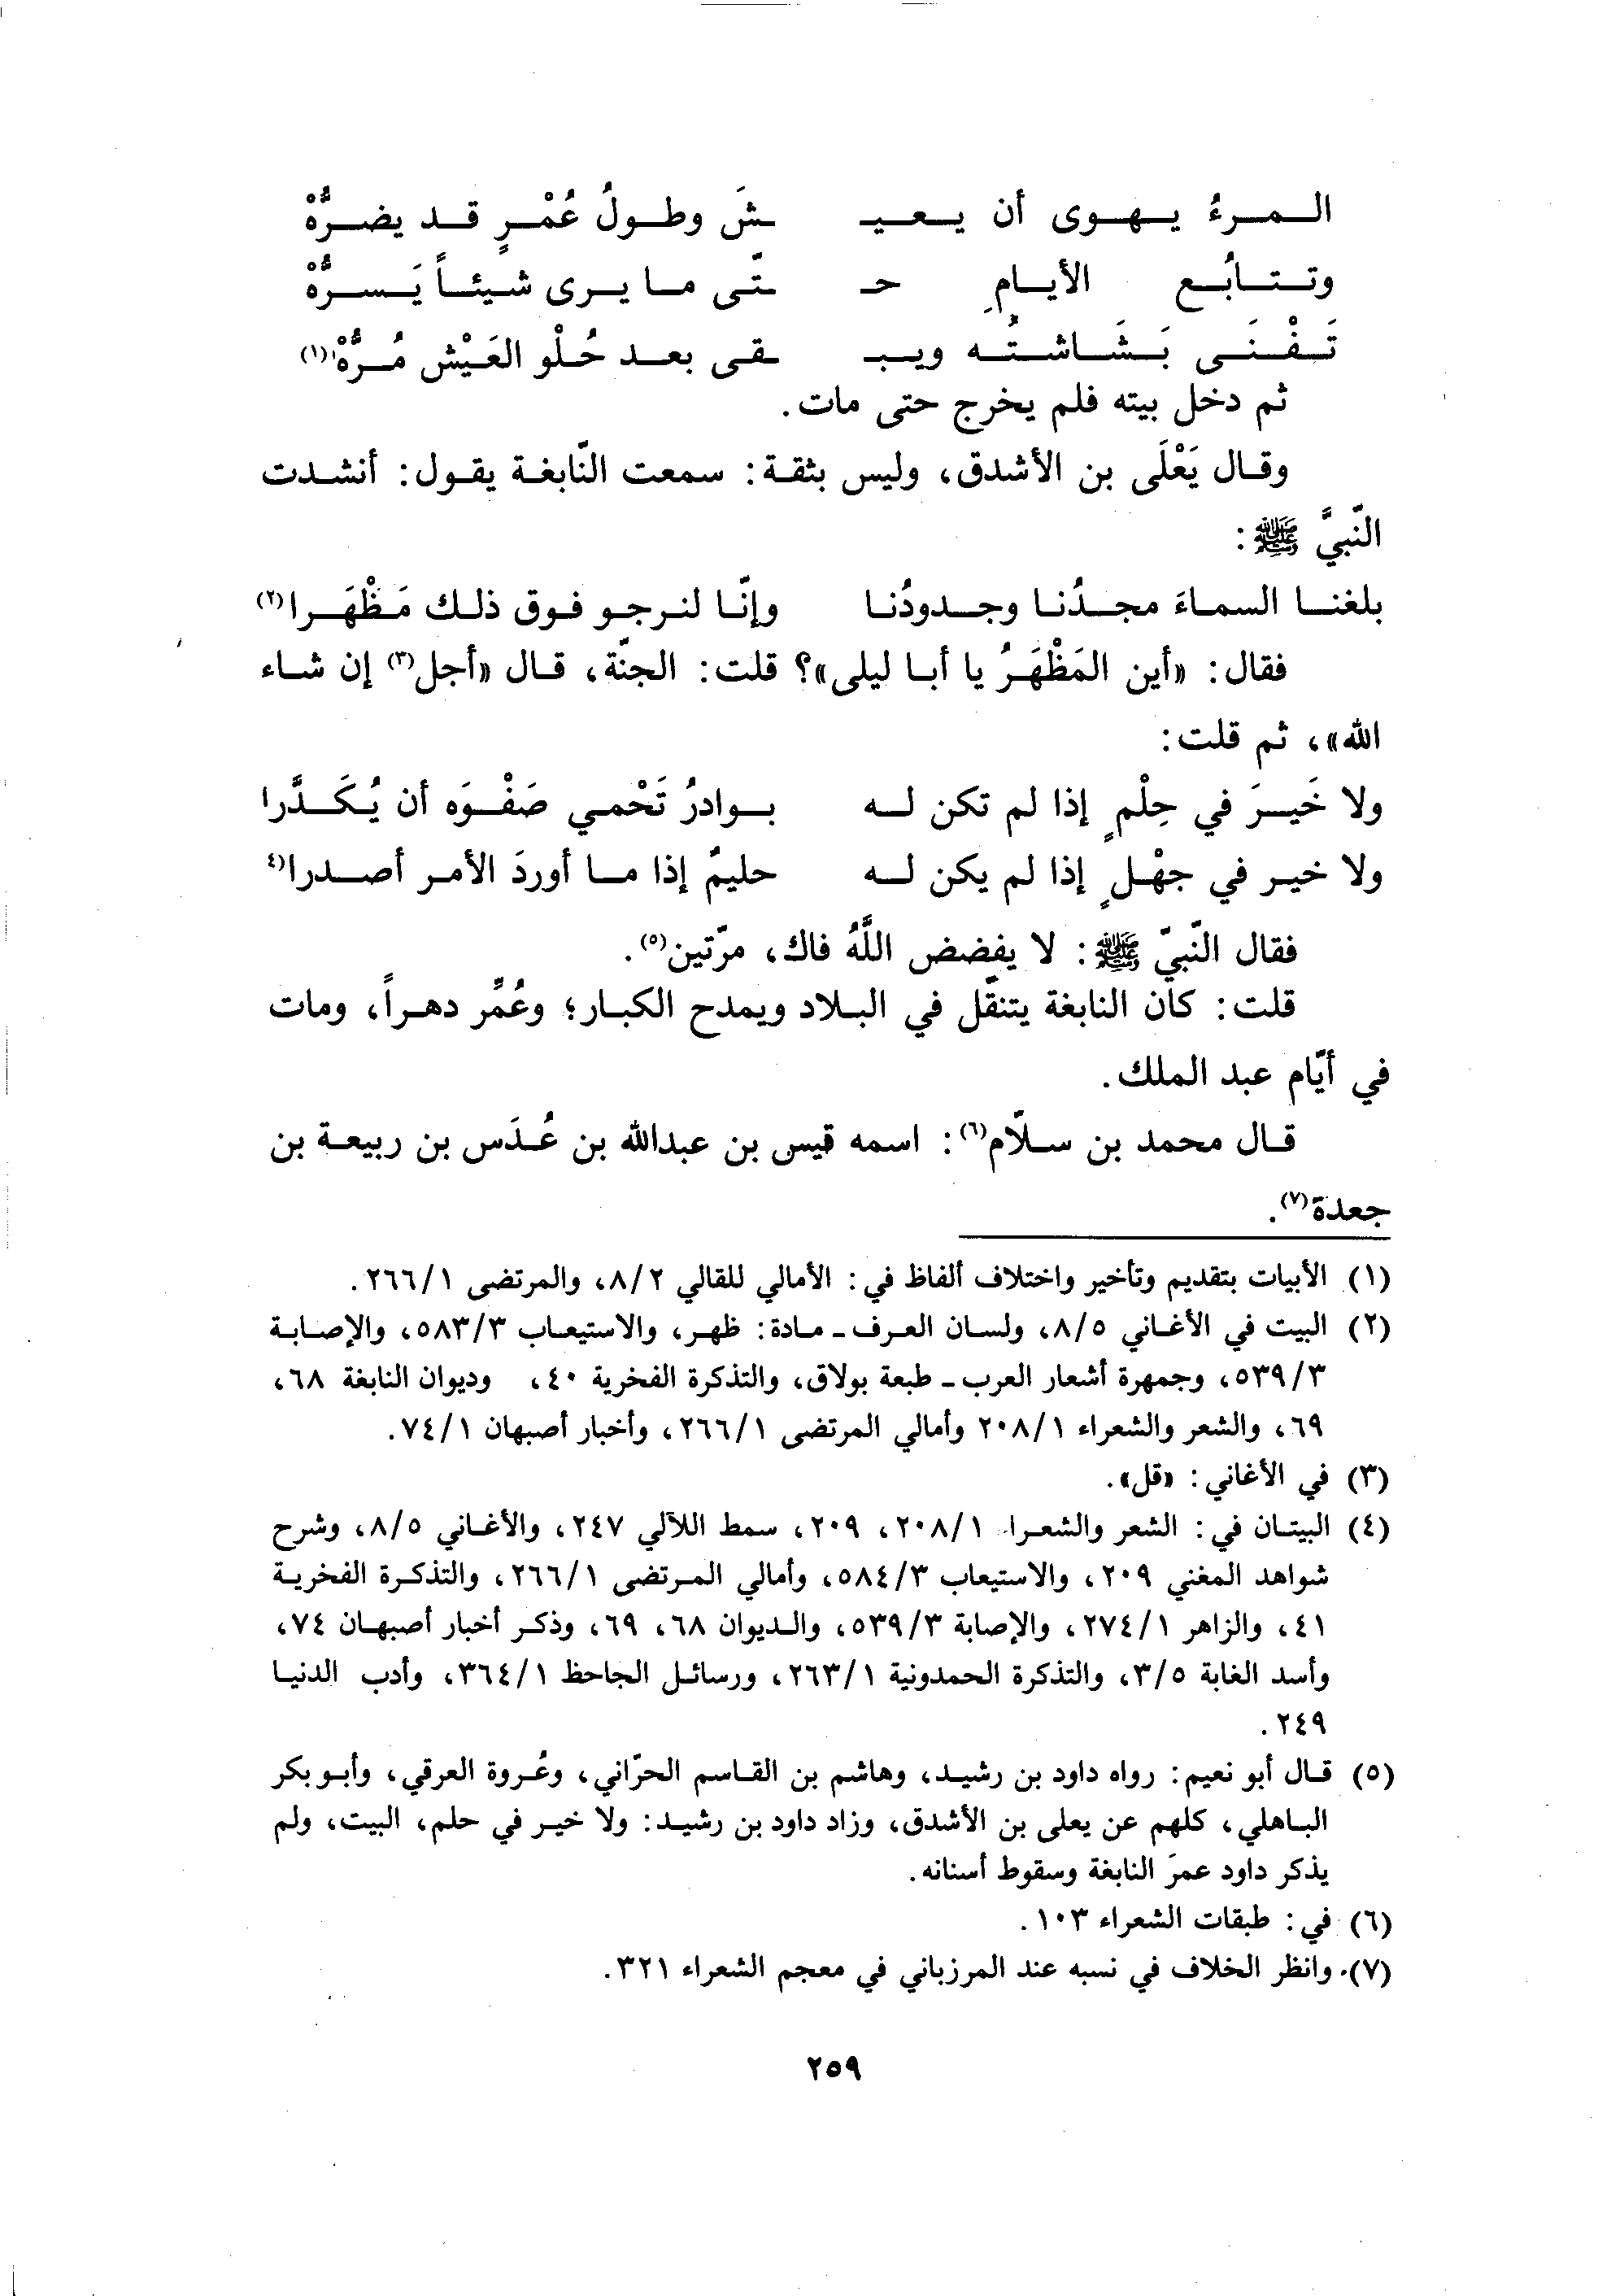 المرءُ يهوى أن يعيـ ـشَ وطولُ عُمْرٍ قد يضرُّهْ
وتتابُع الأيامِ حـ ـتّى ما يرى شيئاً يَسرُّهْ
تَفْنَى بَشَاشتُه ويبـ ـقى بعد حُلْو العَيْش مُرُّهْ(١)
ثم دخل بيته فلم يخرج حتى مات.
وقال يَعْلَى بن الأشدق، وليس بثقة: سمعت النّابغة يقول: أنشدت
النّبيَّ ﷺ:
بلغنا السماءَ مجدُنا وجدودُنا وإنّا لنرجو فوق ذلك مَظْهَرا(٢)
فقال: «أين المَظْهَرُ يا أبا ليلى»؟ قلت: الجنّة، قال «أجل(٣) إن شاء
الله»، ثم قلت:
ولا خَيرَ في حِلْمٍ إذا لم تكن له بوادرُ تَحْمي صَفْوَه أن يُكَدَّرا
ولا خير في جهْلٍ إذا لم يكن له حليمٌ إذا ما أوردَ الأمر أصدرا(٤
فقال النّبيّ ﷺ: لا يفضض اللَّهُ فاك، مرّتين(٥).
قلت: كان النابغة يتنقّل في البلاد ويمدح الكبار؛ وعُمِّر دهراً، ومات
في أيّام عبد الملك.
قال محمد بن سلّام(٦): اسمه قيس بن عبدالله بن عُدَس بن ربيعة بن
جعدة(٧).
(١) الأبيات بتقديم وتأخير واختلاف ألفاظ في: الأمالي للقالي ٨/٢، والمرتضى ٢٦٦/١.
(٢) البيت في الأغاني ٨/٥، ولسان العرف ـ مادة: ظهر، والاستيعاب ٥٨٣/٣، والإصابة
٥٣٩/٣، وجمهرة أشعار العرب ـ طبعة بولاق، والتذكرة الفخرية ٤٠، وديوان النابغة ٦٨،
٦٩، والشعر والشعراء ٢٠٨/١ وأمالي المرتضى ٢٦٦/١، وأخبار أصبهان ٧٤/١.
(٣) في الأغاني: «قل».
(٤) البيتان في: الشعر والشعرا ٢٠٨/١، ٢٠٩، سمط اللآلي ٢٤٧، والأغاني ٨/٥، وشرح
شواهد المغني ٢٠٩، والاستيعاب ٥٨٤/٣، وأمالي المرتضى ٢٦٦/١، والتذكرة الفخرية
٤١، والزاهر ٢٧٤/١، والإصابة ٥٣٩/٣، والديوان ٦٨، ٦٩، وذكر أخبار أصبهان ٧٤،
وأسد الغابة ٣/٥، والتذكرة الحمدونية ٢٦٣/١، ورسائل الجاحظ ٣٦٤/١، وأدب الدنيا
٢٤٩.
(٥) قال أبو نعيم: رواه داود بن رشيد، وهاشم بن القاسم الحرّاني، وعُروة العرقي، وأبو بكر
الباهلي، كلهم عن يعلى بن الأشدق، وزاد داود بن رشيد: ولا خير في حلم، البيت، ولم
يذكر داود عمرَ النابغة وسقوط أسنانه.
(٦) في: طبقات الشعراء ١٠٣.
(٧) وانظر الخلاف في نسبه عند المرزباني في معجم الشعراء ٣٢١.
٢٥٩